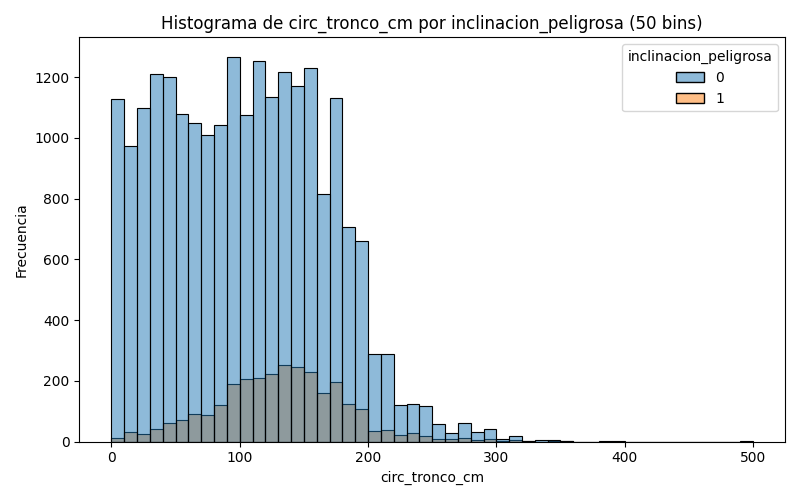 Histograma de circ_tronco_cm por inclinacion_peligrosa (50 bins)
inclinacion_peligrosa
0
1
Frecuencia
1200
1000
800
600
400
200
0
0 100 200 300 400 500
circ_tronco_cm